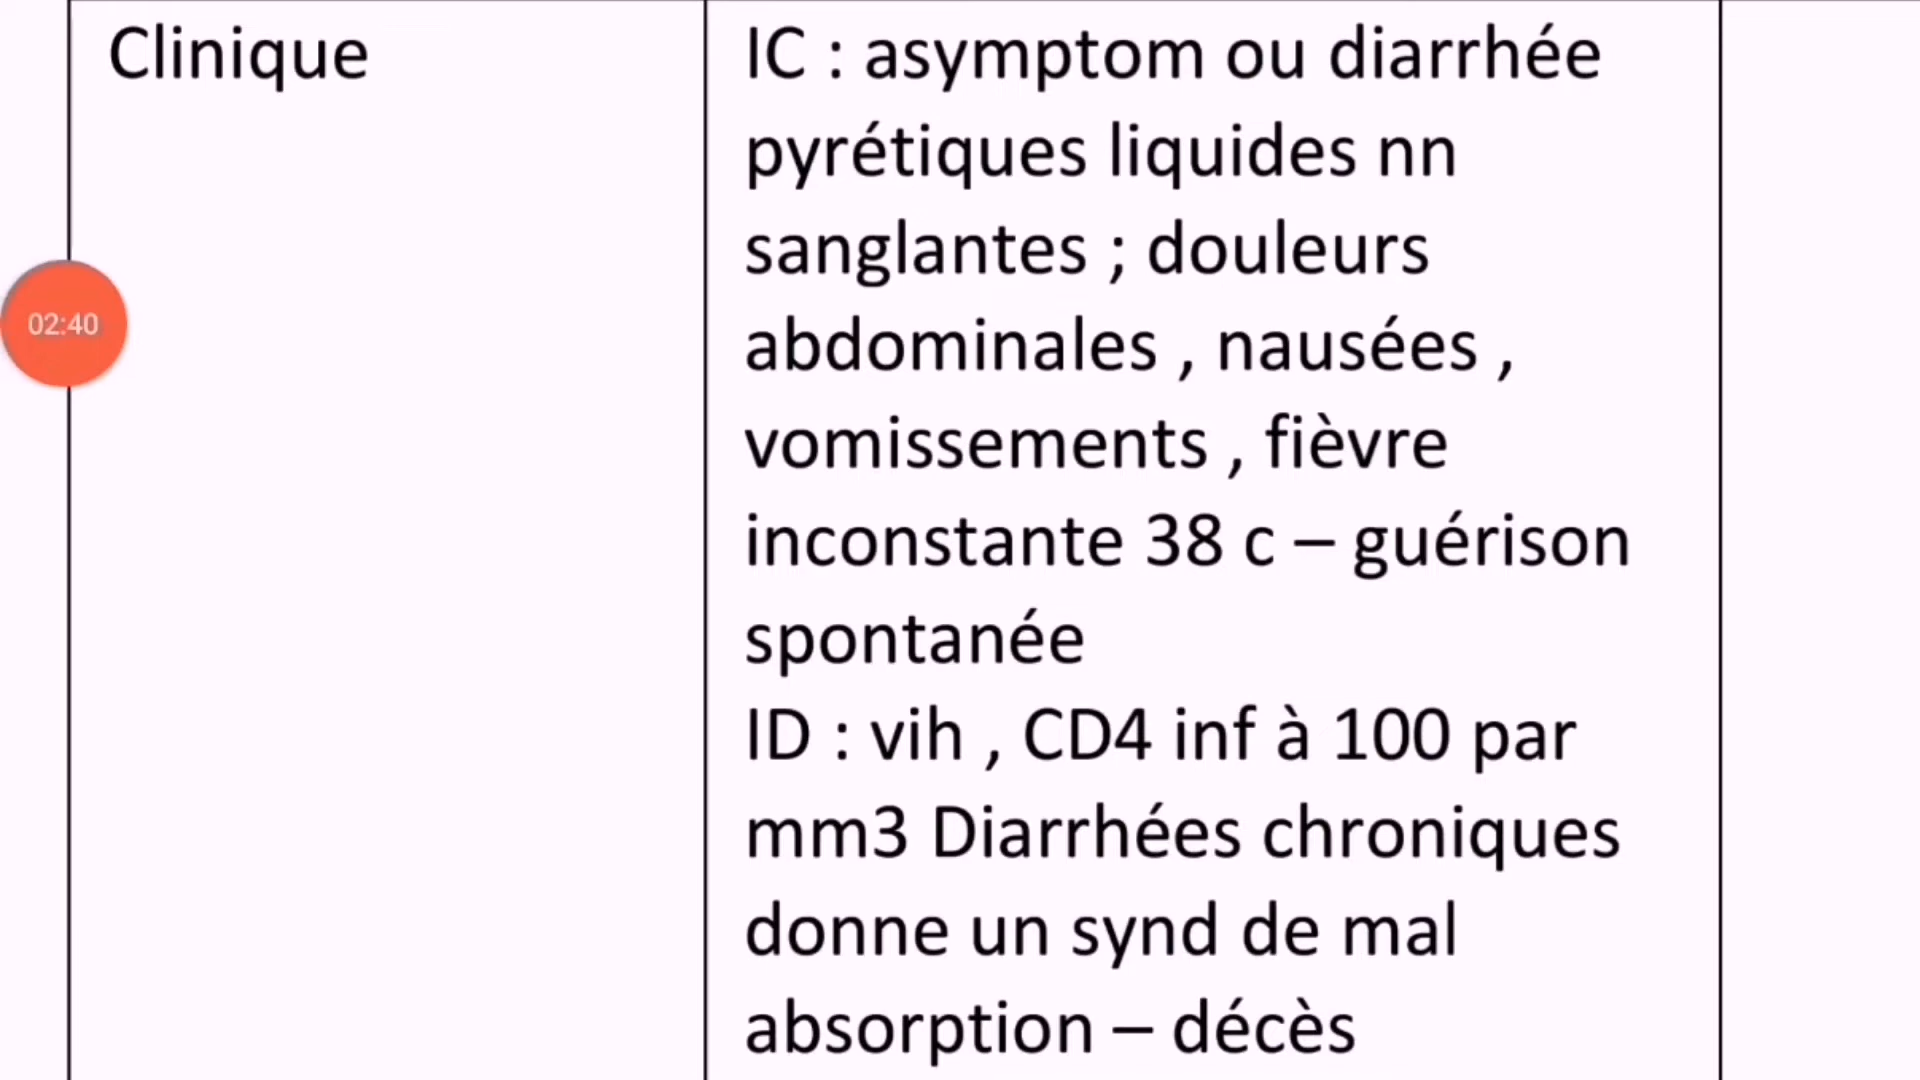 Clinique
IC : asymptom ou diarrhée
pyrétiques liquides nn
sanglantes ; douleurs
abdominales , nausées ,
vomissements , fièvre
inconstante 38 c – guérison
spontanée
ID : vih , CD4 inf à 100 par
mm3 Diarrhées chroniques
donne un synd de mal
absorption – décès
02:40